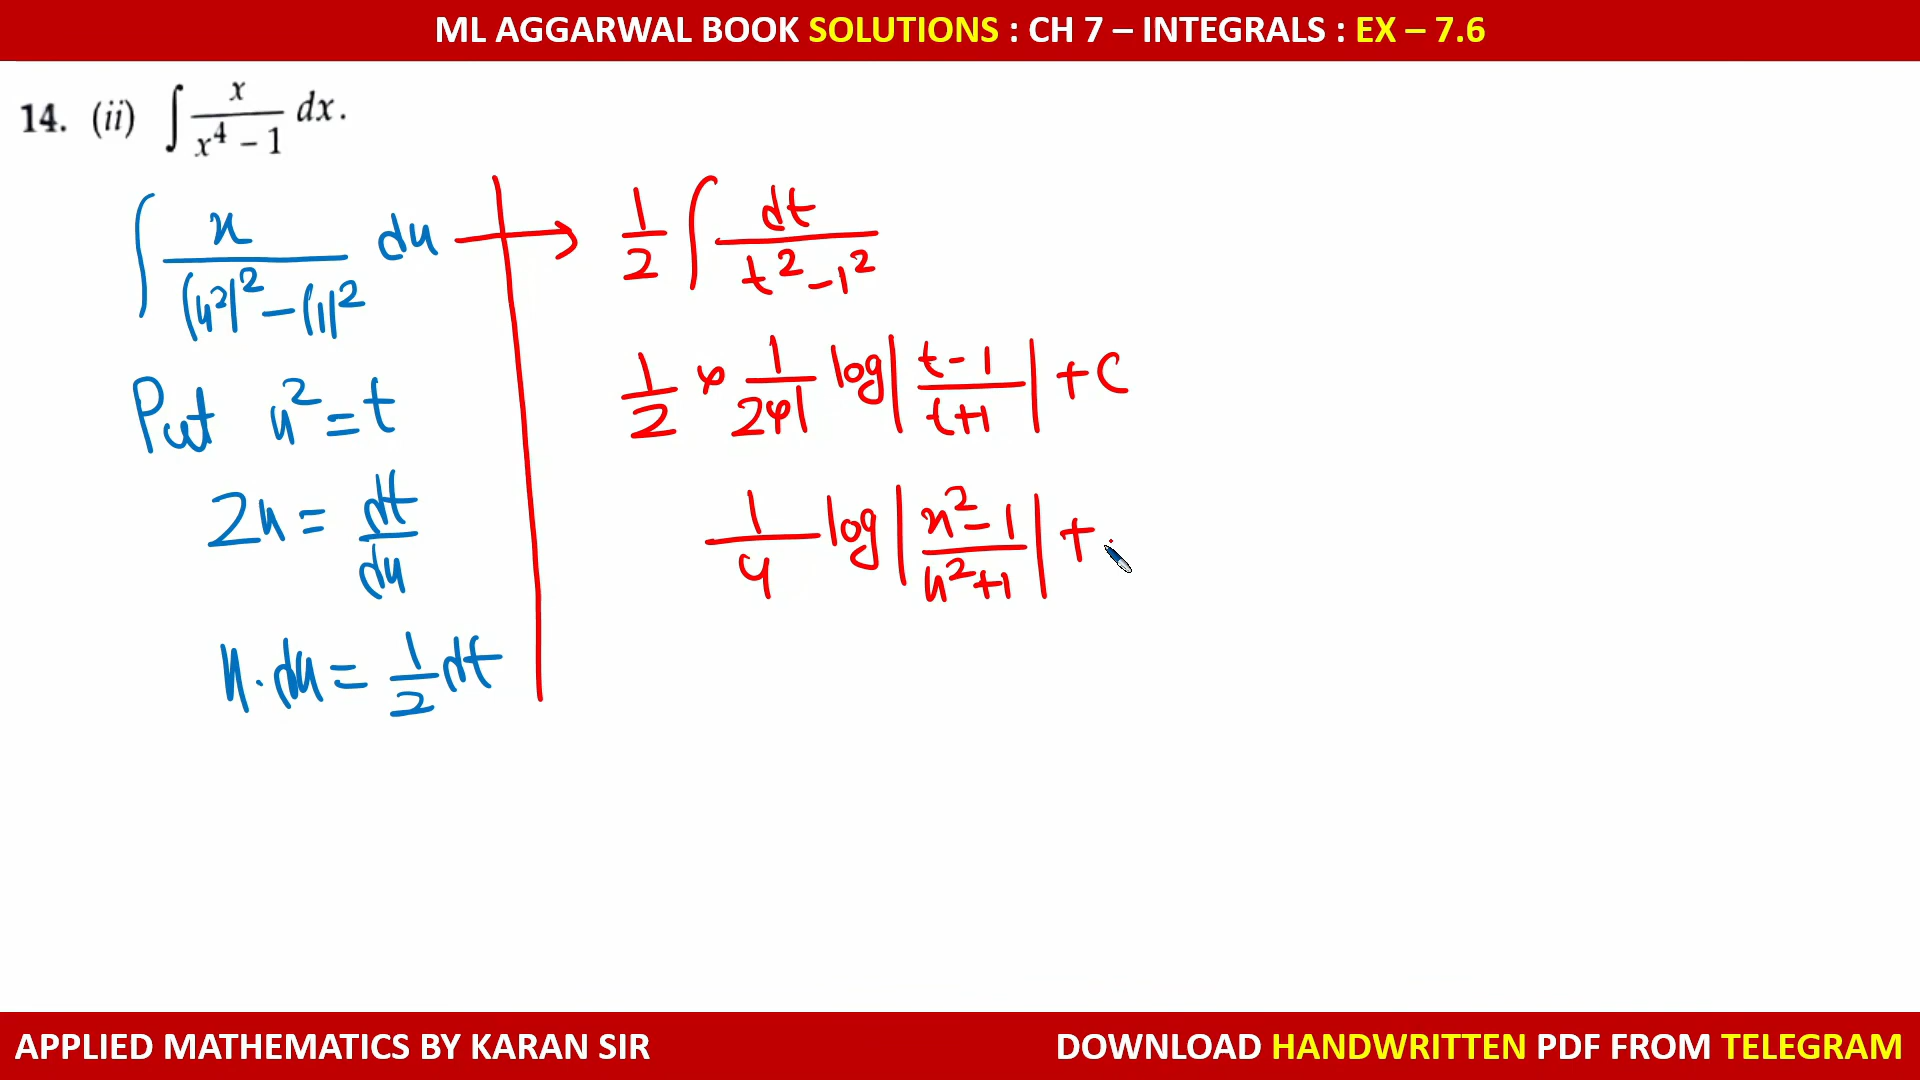 ML AGGARWAL BOOK SOLUTIONS : CH 7 – INTEGRALS : EX – 7.6
14. (ii) ∫ x/(x⁴ − 1) dx.
∫ x/((x²)² − (1)²) dx →
Put x² = t
2x = dt/dx
x · dx = 1/2 dt
1/2 ∫ dt/(t² − 1²)
1/2 × 1/(2×1) log |(t − 1)/(t + 1)| + C
1/4 log |(x² − 1)/(x² + 1)| +
APPLIED MATHEMATICS BY KARAN SIR
DOWNLOAD HANDWRITTEN PDF FROM TELEGRAM